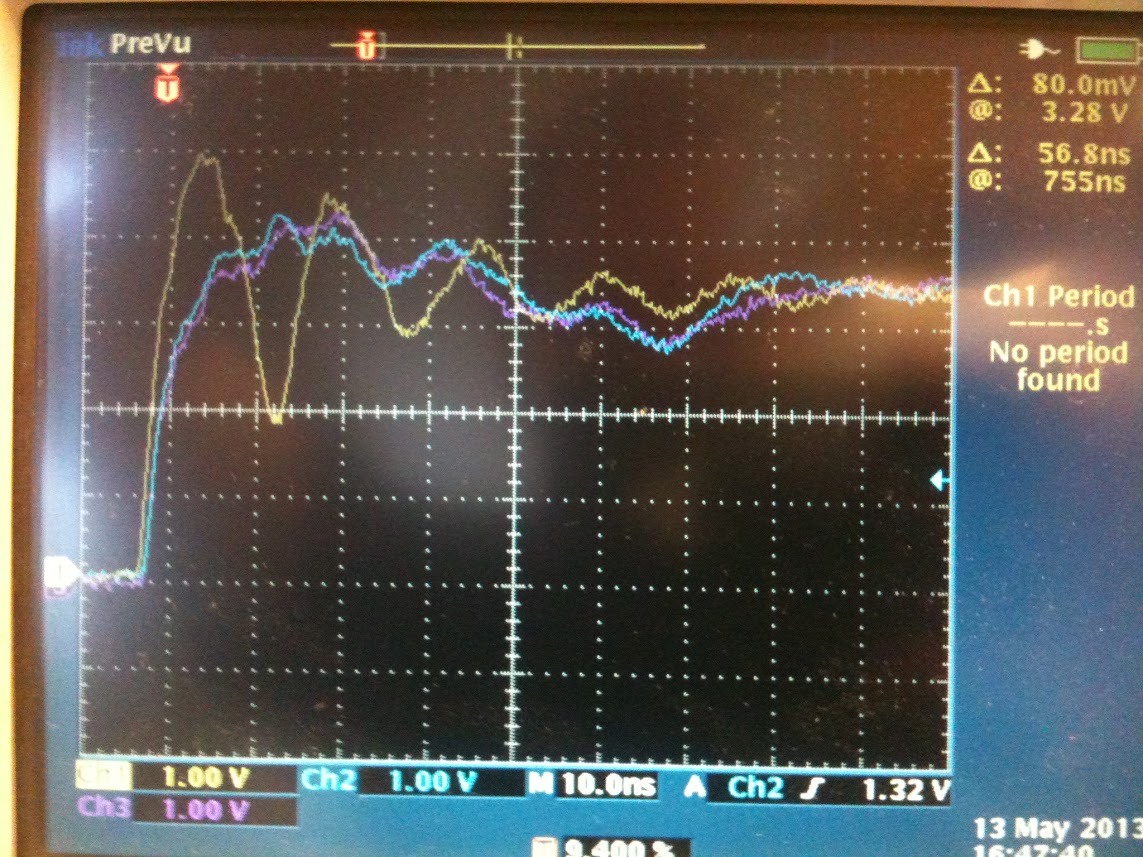 Tek PreVu
T
T
Δ: 80.0mV
@: 3.28 V
Δ: 56.8ns
@: 755ns
Ch1 Period
----.s
No period
found
Ch1 1.00 V Ch2 1.00 V M 10.0ns A Ch2 1.32 V
Ch3 1.00 V
9.400 %
13 May 2013
16:47:40